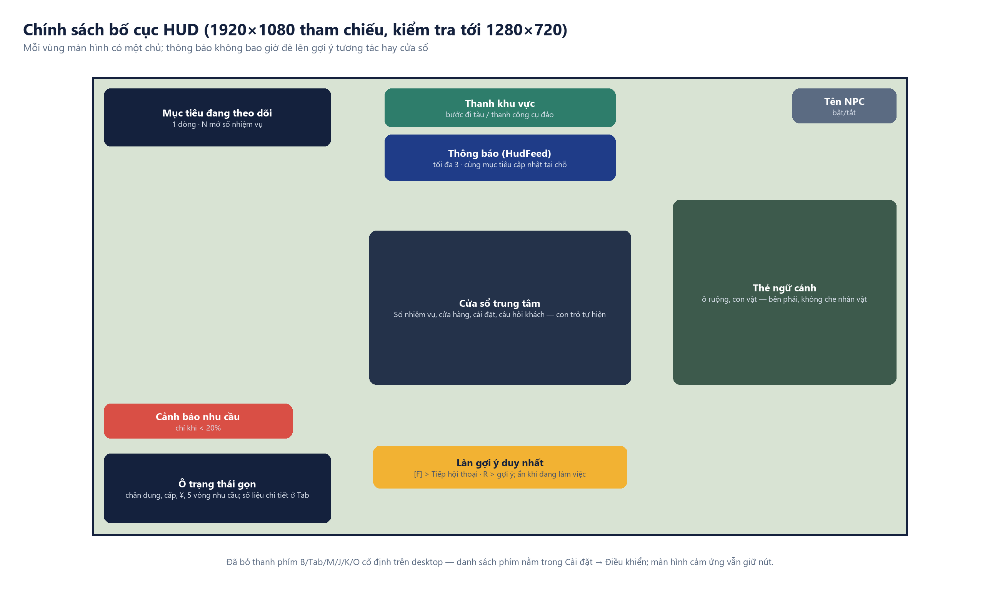 Chính sách bố cục HUD (1920×1080 tham chiếu, kiểm tra tới 1280×720)
Mỗi vùng màn hình có một chủ; thông báo không bao giờ đè lên gợi ý tương tác hay cửa sổ
Mục tiêu đang theo dõi
1 dòng · N mở sổ nhiệm vụ
Thanh khu vực
bước đi tàu / thanh công cụ đảo
Tên NPC
bật/tắt
Thông báo (HudFeed)
tối đa 3 · cùng mục tiêu cập nhật tại chỗ
Cửa sổ trung tâm
Sổ nhiệm vụ, cửa hàng, cài đặt, câu hỏi khách — con trỏ tự hiện
Thẻ ngữ cảnh
ô ruộng, con vật — bên phải, không che nhân vật
Cảnh báo nhu cầu
chỉ khi < 20%
Ô trạng thái gọn
chân dung, cấp, ¥, 5 vòng nhu cầu; số liệu chi tiết ở Tab
Làn gợi ý duy nhất
[F] > Tiếp hội thoại · R > gợi ý; ẩn khi đang làm việc
Đã bỏ thanh phím B/Tab/M/J/K/O cố định trên desktop — danh sách phím nằm trong Cài đặt → Điều khiển; màn hình cảm ứng vẫn giữ nút.